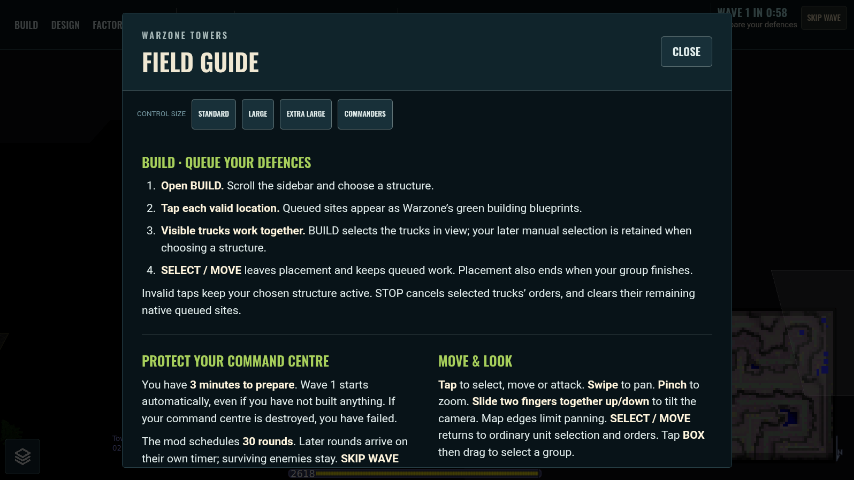 BUILD DESIGN
WAVE 1 IN 0:58
SKIP WAVE
WARZONE TOWERS
FIELD GUIDE
CLOSE
CONTROL SIZE STANDARD LARGE EXTRA LARGE COMMANDERS
BUILD · QUEUE YOUR DEFENCES
1. Open BUILD. Scroll the sidebar and choose a structure.
2. Tap each valid location. Queued sites appear as Warzone's green building blueprints.
3. Visible trucks work together. BUILD selects the trucks in view; your later manual selection is retained when
choosing a structure.
4. SELECT / MOVE leaves placement and keeps queued work. Placement also ends when your group finishes.
Invalid taps keep your chosen structure active. STOP cancels selected trucks' orders, and clears their remaining
native queued sites.
PROTECT YOUR COMMAND CENTRE
You have 3 minutes to prepare. Wave 1 starts
automatically, even if you have not built anything. If
your command centre is destroyed, you have failed.
The mod schedules 30 rounds. Later rounds arrive on
their own timer; surviving enemies stay. SKIP WAVE
MOVE & LOOK
Tap to select, move or attack. Swipe to pan. Pinch to
zoom. Slide two fingers together up/down to tilt the
camera. Map edges limit panning. SELECT / MOVE
returns to ordinary unit selection and orders. Tap BOX
then drag to select a group.
2618